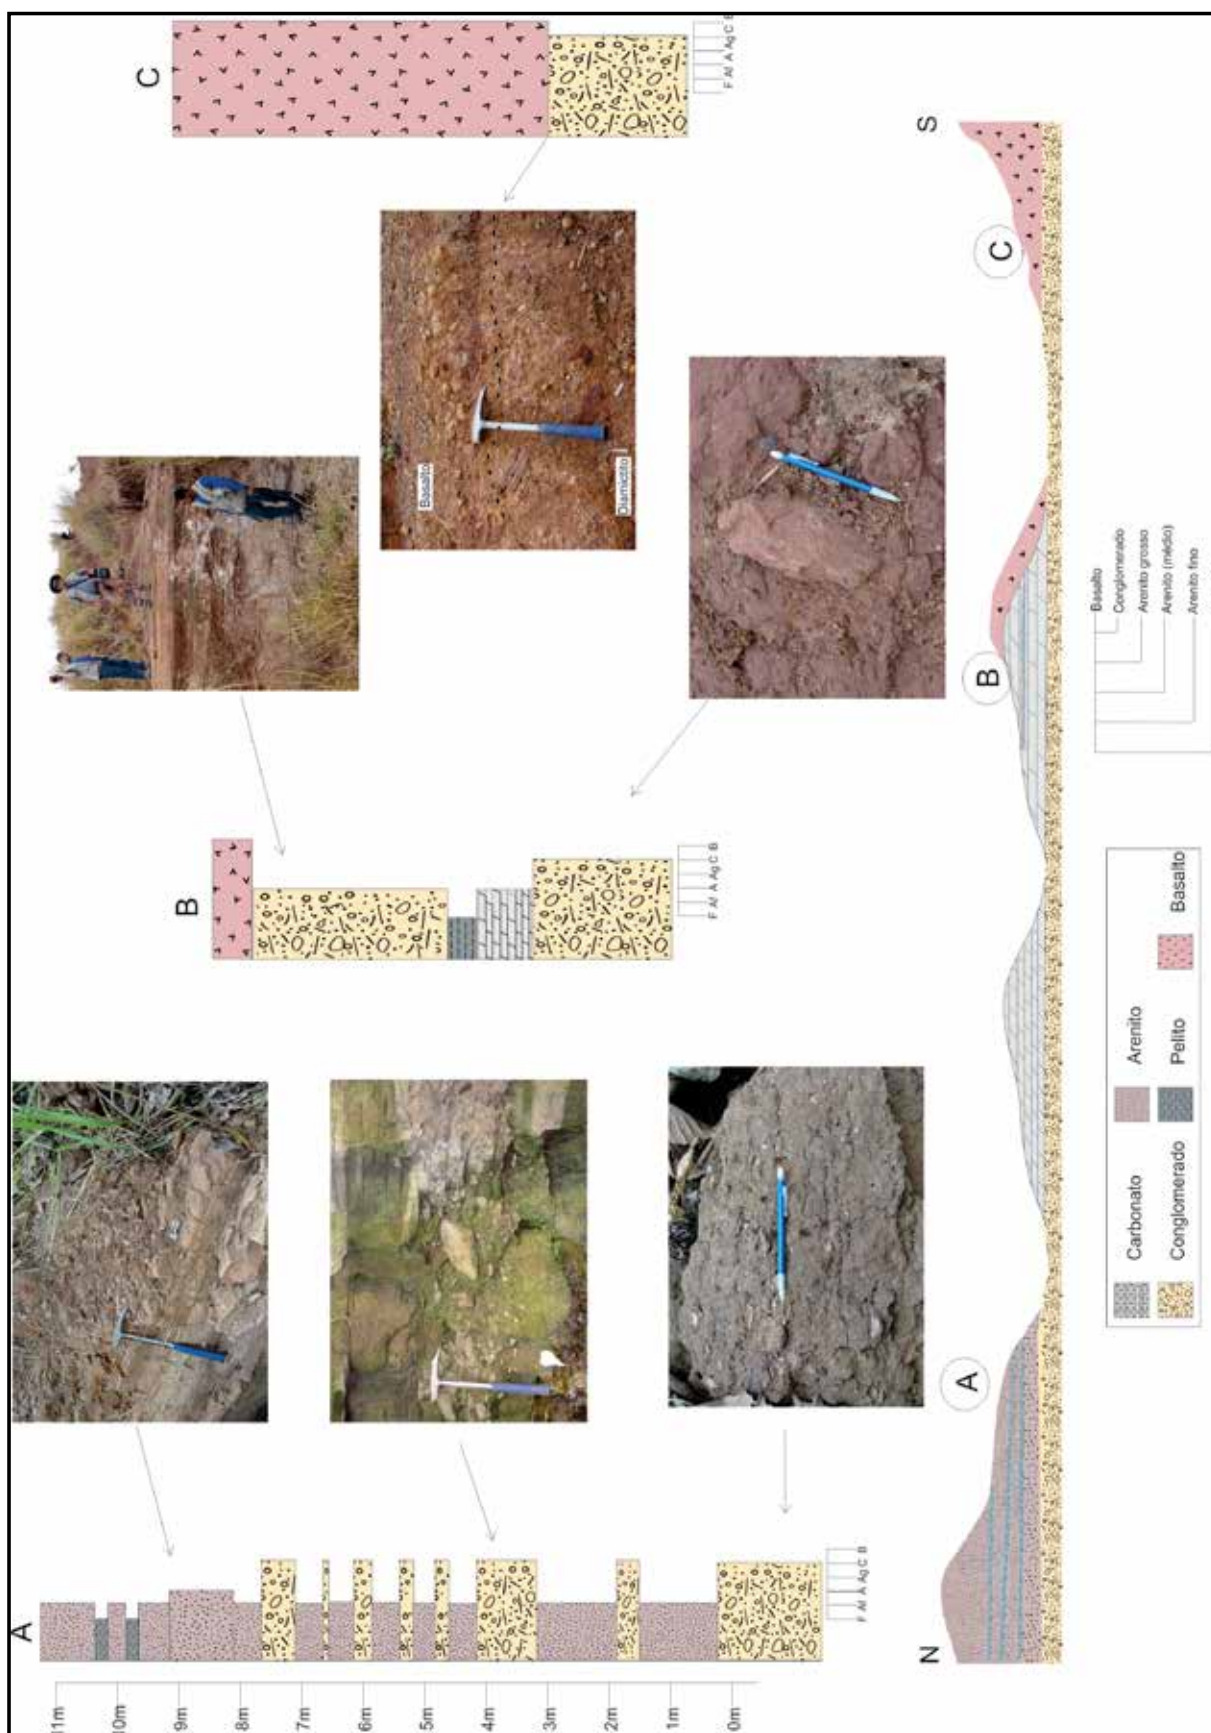 A
11m
10m
9m
8m
7m
6m
5m
4m
3m
2m
1m
0m
F Af A Ag C B
B
F Af A Ag C B
C
F Af A Ag C B
Basalto
Diamictito
N
A
B
C
S
Carbonato
Arenito
Conglomerado
Pelito
Basalto
Basalto
Conglomerado
Arenito grosso
Arenito (médio)
Arenito fino